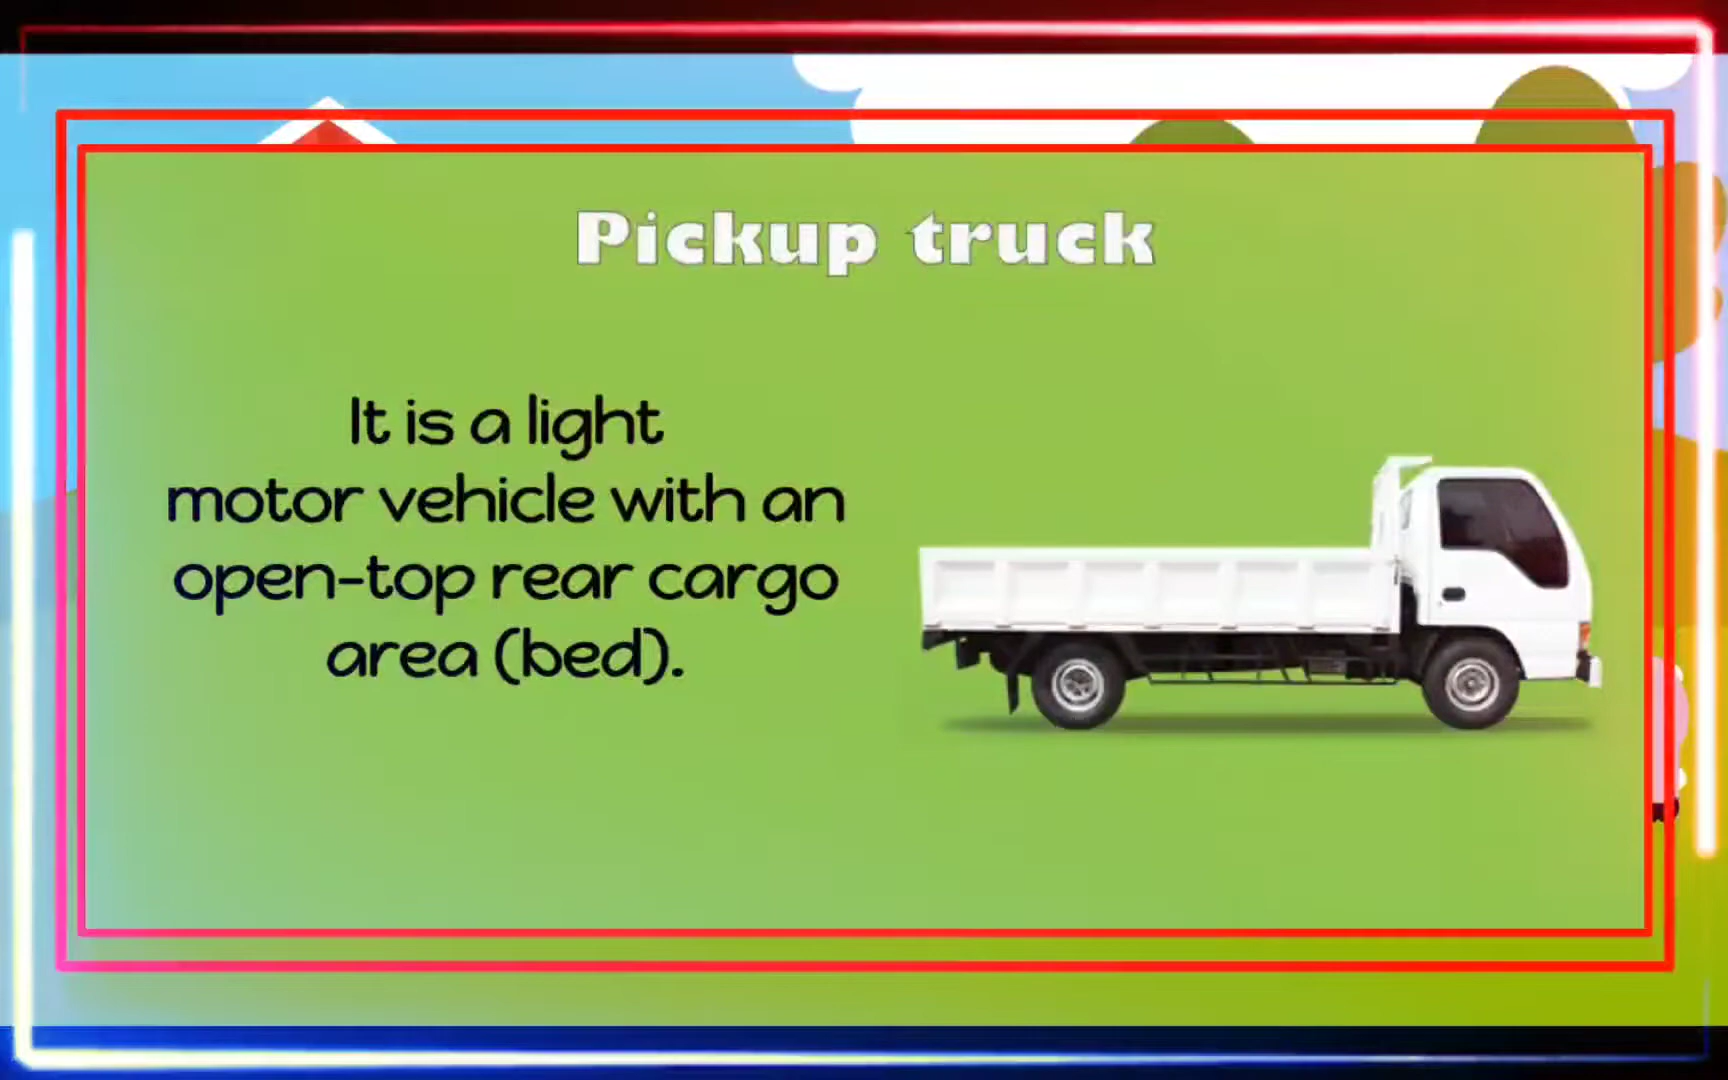 Pickup truck
It is a light
motor vehicle with an
open-top rear cargo
area (bed).